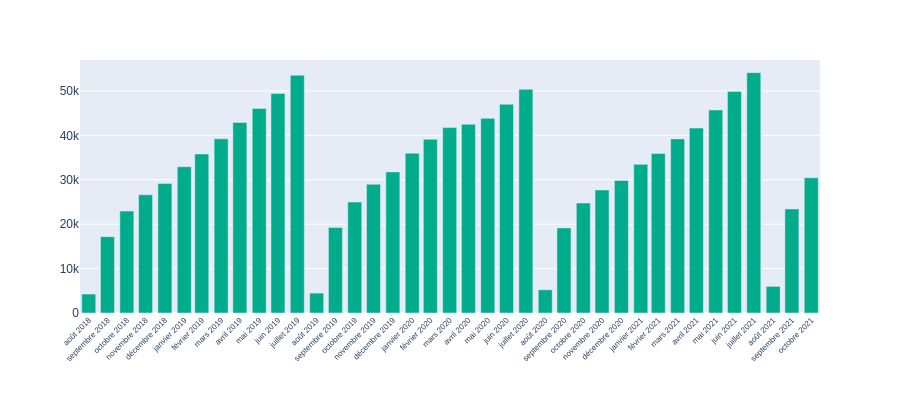 50k
40k
30k
20k
10k
0
août 2018
septembre 2018
octobre 2018
novembre 2018
décembre 2018
janvier 2019
février 2019
mars 2019
avril 2019
mai 2019
juin 2019
juillet 2019
août 2019
septembre 2019
octobre 2019
novembre 2019
décembre 2019
janvier 2020
février 2020
mars 2020
avril 2020
mai 2020
juin 2020
juillet 2020
août 2020
septembre 2020
octobre 2020
novembre 2020
décembre 2020
janvier 2021
février 2021
mars 2021
avril 2021
mai 2021
juin 2021
juillet 2021
août 2021
septembre 2021
octobre 2021